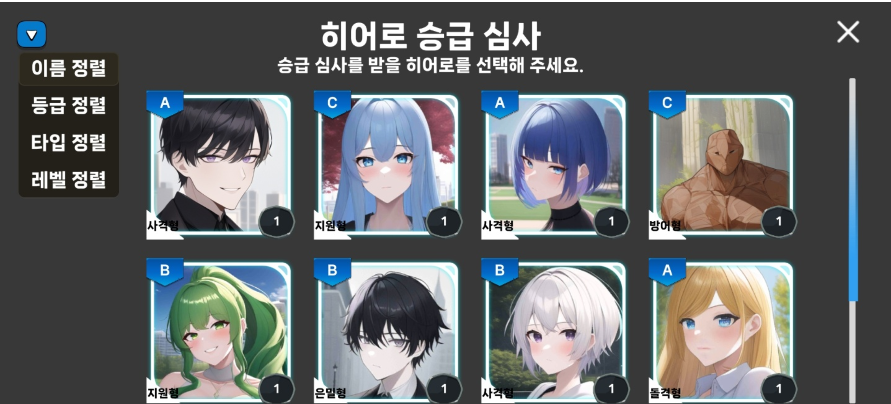 히어로 승급 심사
승급 심사를 받을 히어로를 선택해 주세요.
이름 정렬
등급 정렬
타입 정렬
레벨 정렬
A
사격형
1
C
지원형
1
A
사격형
1
C
방어형
1
B
지원형
1
B
은밀형
1
B
사격형
1
A
돌격형
1